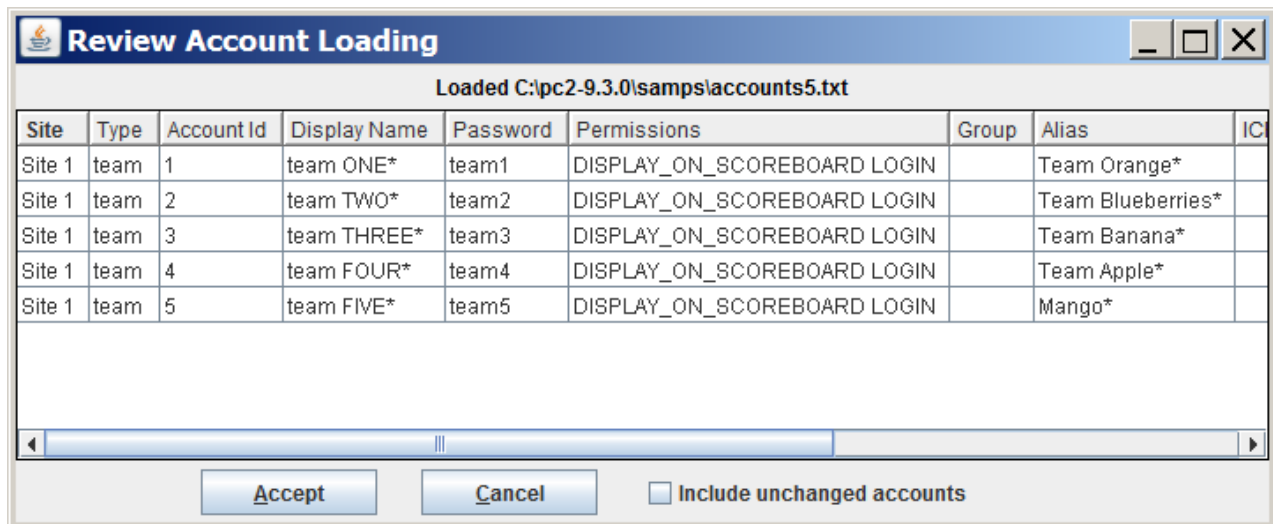 Review Account Loading
Loaded C:\pc2-9.3.0\samps\accounts5.txt
Site Type Account Id Display Name Password Permissions Group Alias
Site 1 team 1 team ONE* team1 DISPLAY_ON_SCOREBOARD LOGIN Team Orange*
Site 1 team 2 team TWO* team2 DISPLAY_ON_SCOREBOARD LOGIN Team Blueberries*
Site 1 team 3 team THREE* team3 DISPLAY_ON_SCOREBOARD LOGIN Team Banana*
Site 1 team 4 team FOUR* team4 DISPLAY_ON_SCOREBOARD LOGIN Team Apple*
Site 1 team 5 team FIVE* team5 DISPLAY_ON_SCOREBOARD LOGIN Mango*
Accept Cancel Include unchanged accounts